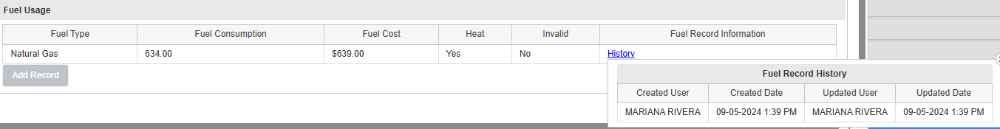 Fuel Usage
Fuel Type Fuel Consumption Fuel Cost Heat Invalid Fuel Record Information
Natural Gas 634.00 $639.00 Yes No History
Add Record
Fuel Record History
Created User Created Date Updated User Updated Date
MARIANA RIVERA 09-05-2024 1:39 PM MARIANA RIVERA 09-05-2024 1:39 PM